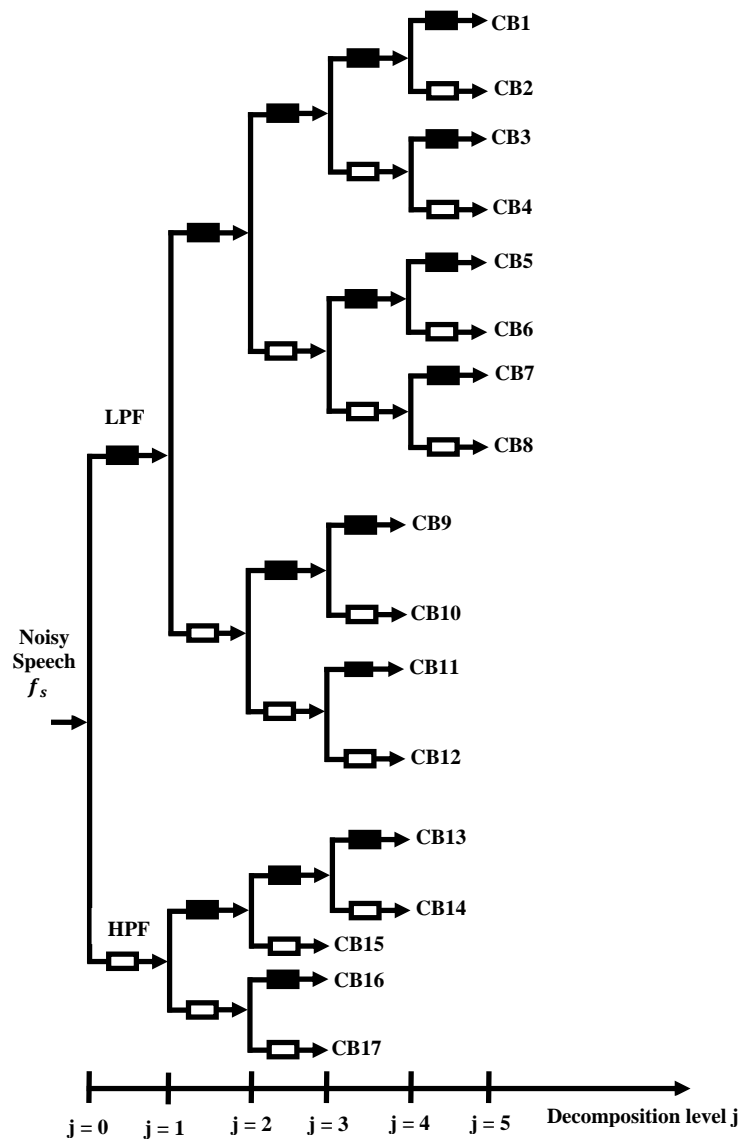 CB1
CB2
CB3
CB4
CB5
CB6
CB7
CB8
LPF
CB9
CB10
Noisy
Speech
f_s
CB11
CB12
CB13
CB14
HPF
CB15
CB16
CB17
j = 0 j = 1 j = 2 j = 3 j = 4 j = 5 Decomposition level j